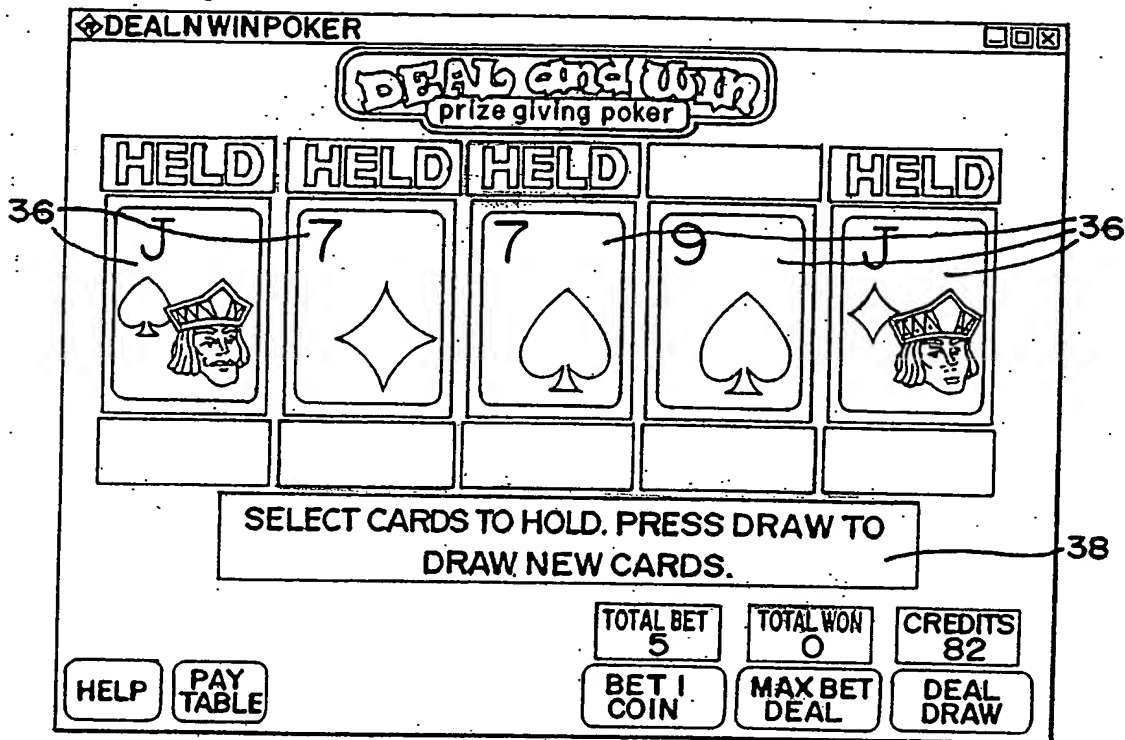 DEALNWINPOKER
DEAL and Win
prize giving poker
HELD HELD HELD HELD
36 J 7 7 9 J 36
SELECT CARDS TO HOLD. PRESS DRAW TO
DRAW NEW CARDS.
38
TOTAL BET TOTAL WON CREDITS
5 0 82
HELP PAY TABLE BET 1 COIN MAX BET DEAL DEAL DRAW